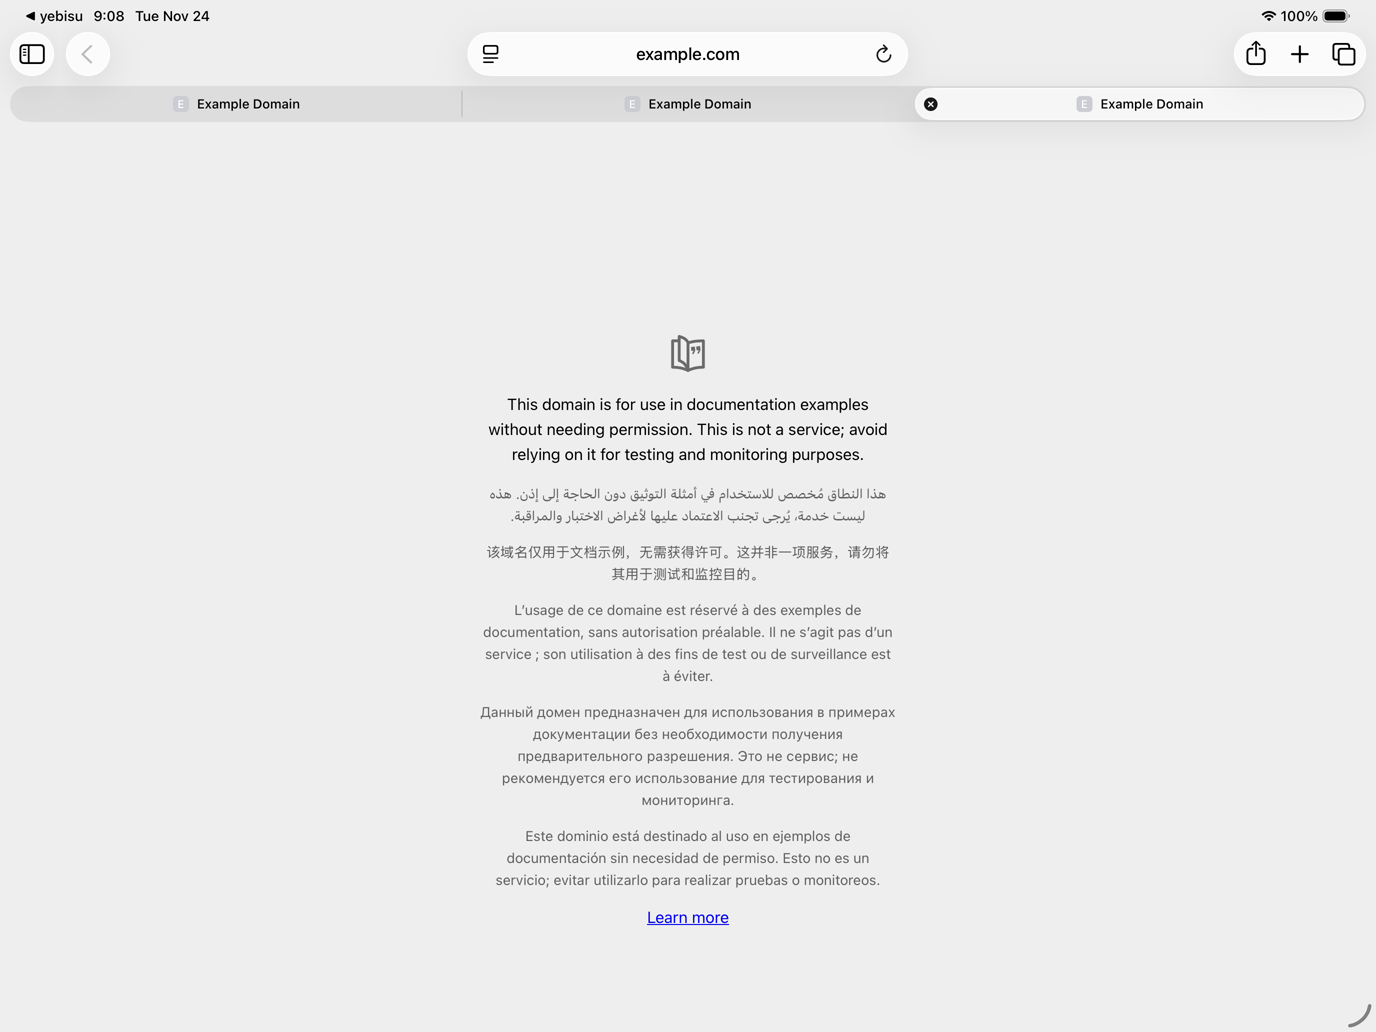 ◀ yebisu 9:08 Tue Nov 24 100%
example.com
E Example Domain
E Example Domain
E Example Domain
This domain is for use in documentation examples
without needing permission. This is not a service; avoid
relying on it for testing and monitoring purposes.
هذا النطاق مُخصص للاستخدام في أمثلة التوثيق دون الحاجة إلى إذن. هذه
ليست خدمة، يُرجى تجنب الاعتماد عليها لأغراض الاختبار والمراقبة.
该域名仅用于文档示例，无需获得许可。这并非一项服务，请勿将
其用于测试和监控目的。
L’usage de ce domaine est réservé à des exemples de
documentation, sans autorisation préalable. Il ne s’agit pas d’un
service ; son utilisation à des fins de test ou de surveillance est
à éviter.
Данный домен предназначен для использования в примерах
документации без необходимости получения
предварительного разрешения. Это не сервис; не
рекомендуется его использование для тестирования и
мониторинга.
Este dominio está destinado al uso en ejemplos de
documentación sin necesidad de permiso. Esto no es un
servicio; evitar utilizarlo para realizar pruebas o monitoreos.
Learn more